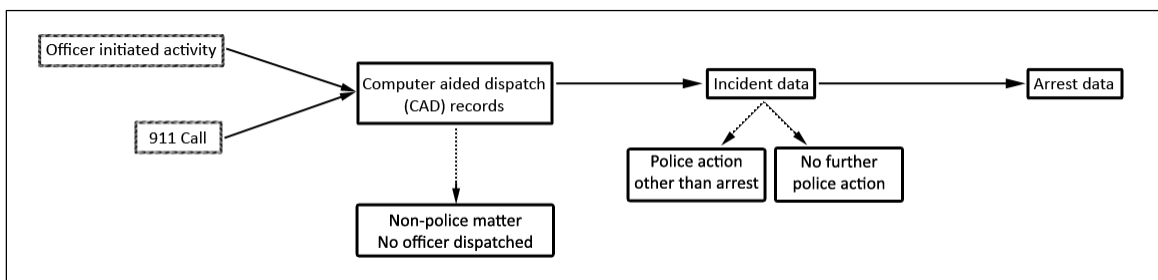 Officer initiated activity
911 Call
Computer aided dispatch
(CAD) records
Non-police matter
No officer dispatched
Incident data
Police action
other than arrest
No further
police action
Arrest data